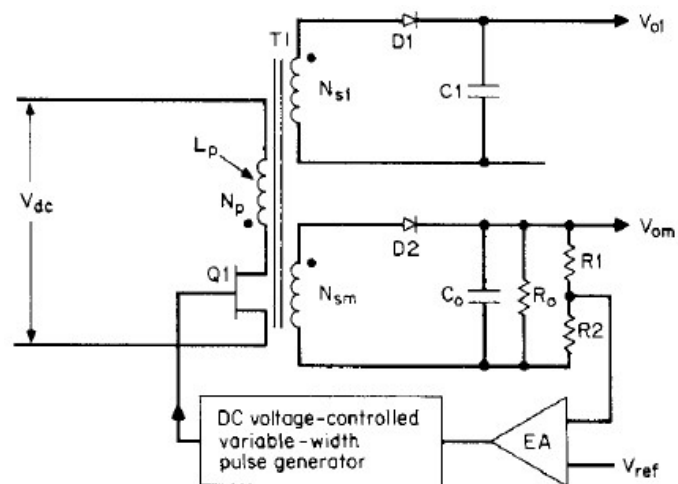 T1
D1
Vo1
Ns1
C1
Lp
Vdc
Np
Q1
D2
Vom
Nsm
Co
Ro
R1
R2
DC voltage-controlled
variable-width
pulse generator
EA
Vref